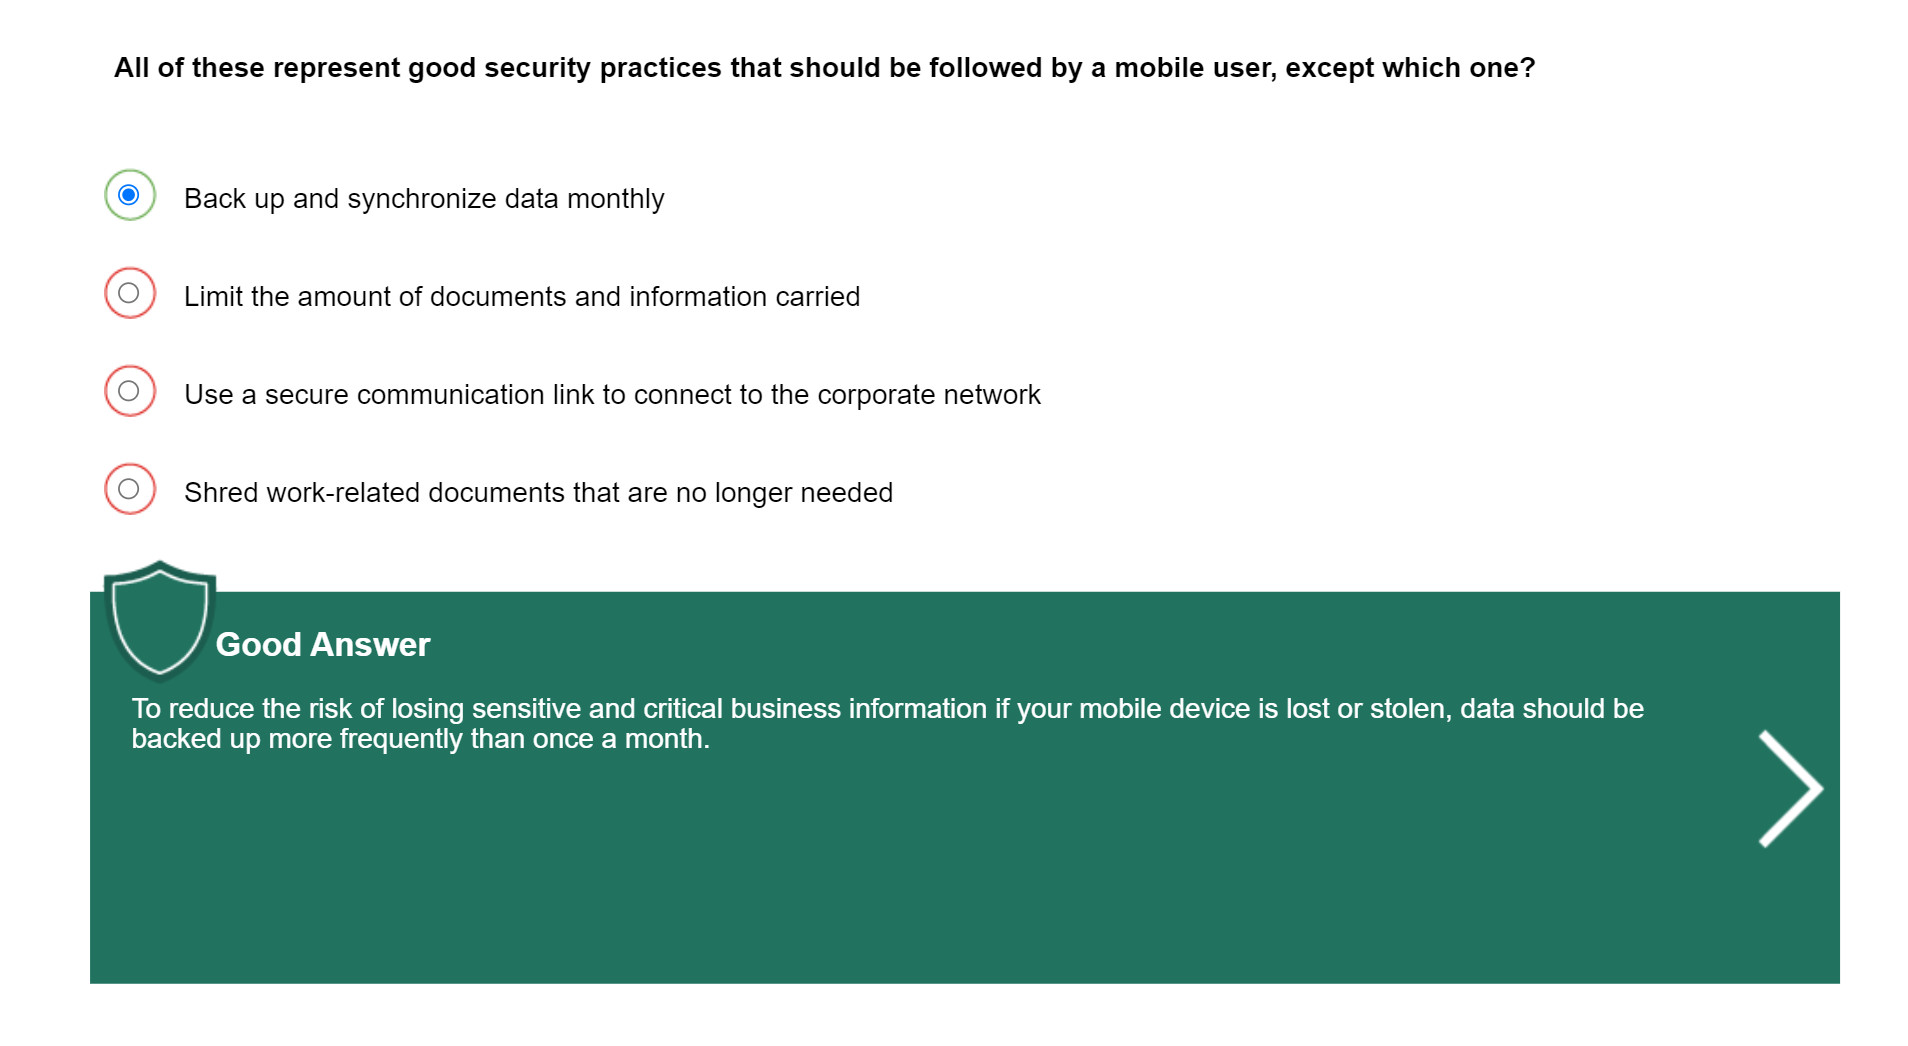 All of these represent good security practices that should be followed by a mobile user, except which one?
Back up and synchronize data monthly
Limit the amount of documents and information carried
Use a secure communication link to connect to the corporate network
Shred work-related documents that are no longer needed
Good Answer
To reduce the risk of losing sensitive and critical business information if your mobile device is lost or stolen, data should be
backed up more frequently than once a month.